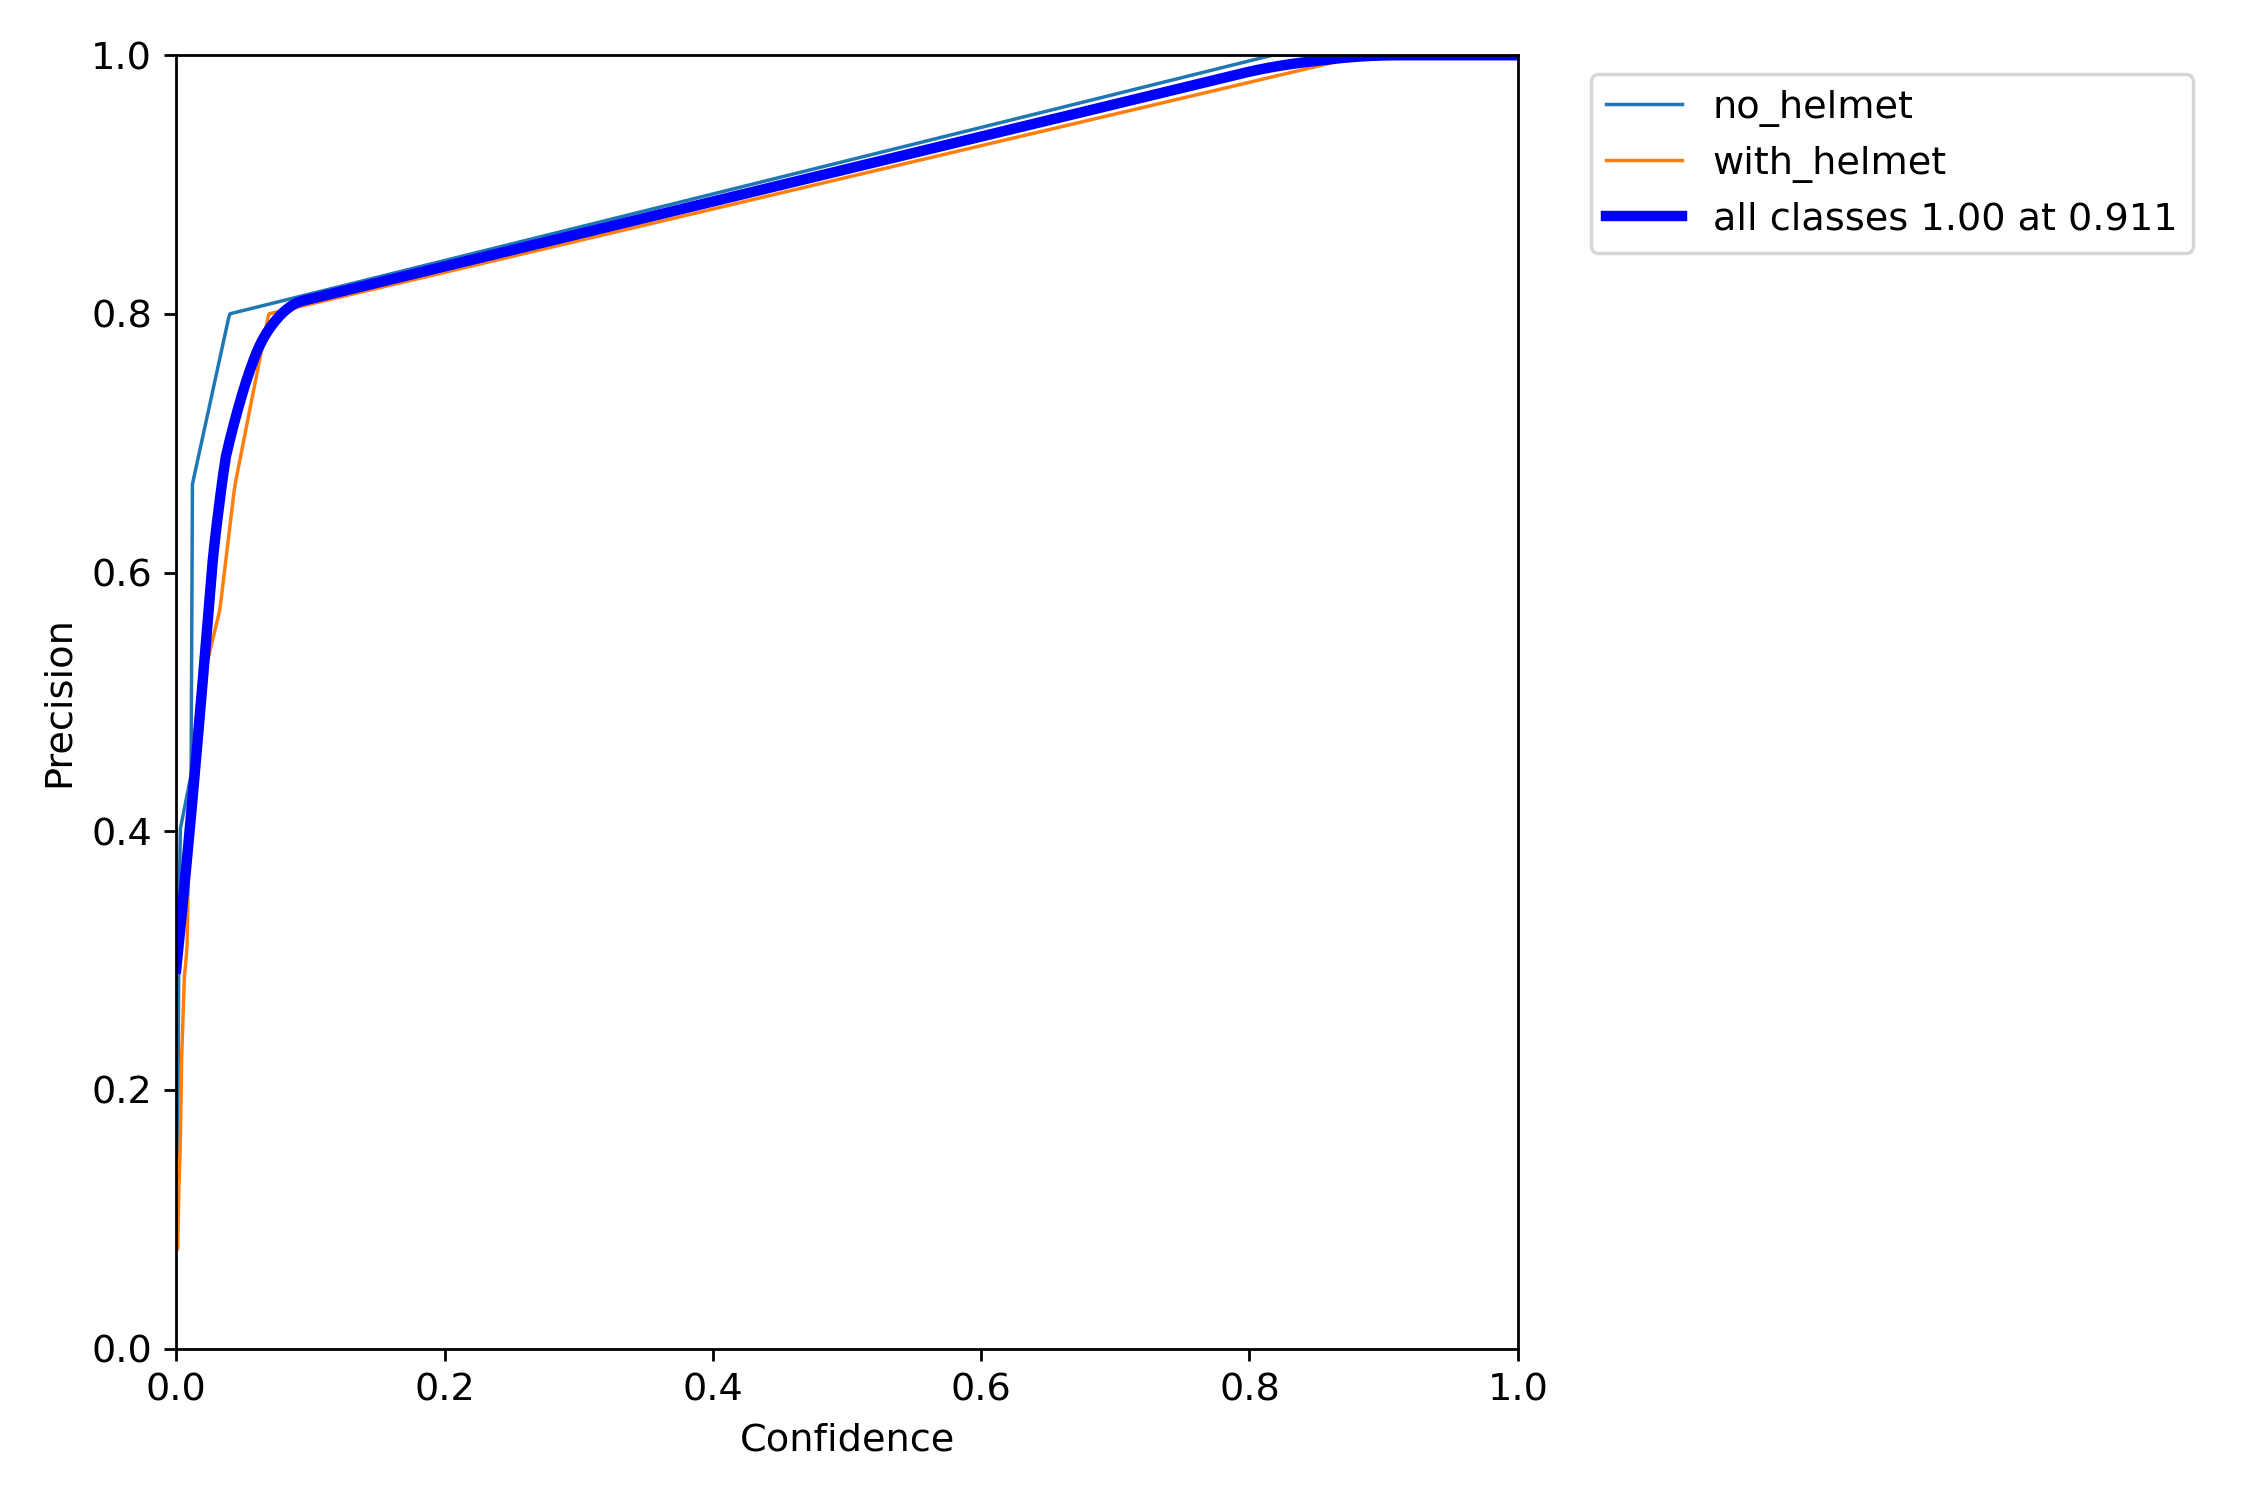 no_helmet
with_helmet
all classes 1.00 at 0.911
1.0
0.8
0.6
0.4
0.2
0.0
Precision
0.0 0.2 0.4 0.6 0.8 1.0
Confidence